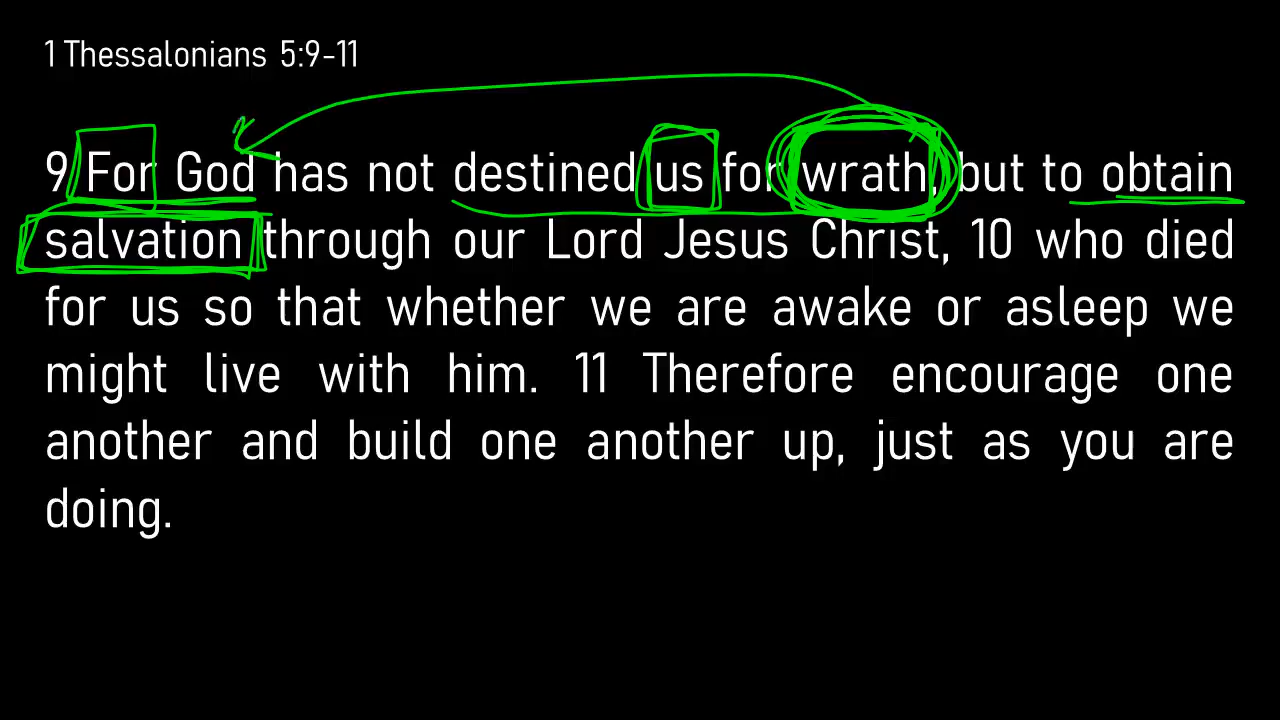 1 Thessalonians 5:9-11
9 For God has not destined us for wrath, but to obtain
salvation through our Lord Jesus Christ, 10 who died
for us so that whether we are awake or asleep we
might live with him. 11 Therefore encourage one
another and build one another up, just as you are
doing.